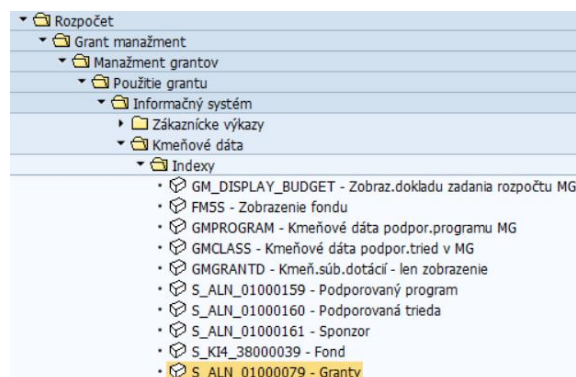 Rozpočet
Grant manažment
Manažment grantov
Použitie grantu
Informačný systém
Zákaznícke výkazy
Kmeňové dáta
Indexy
GM_DISPLAY_BUDGET - Zobraz.dokladu zadania rozpočtu MG
FM5S - Zobrazenie fondu
GMPROGRAM - Kmeňové dáta podpor.programu MG
GMCLASS - Kmeňové dáta podpor.tried v MG
GMGRANTD - Kmeň.súb.dotácií - len zobrazenie
S_ALN_01000159 - Podporovaný program
S_ALN_01000160 - Podporovaná trieda
S_ALN_01000161 - Sponzor
S_KI4_38000039 - Fond
S_ALN_01000079 - Granty